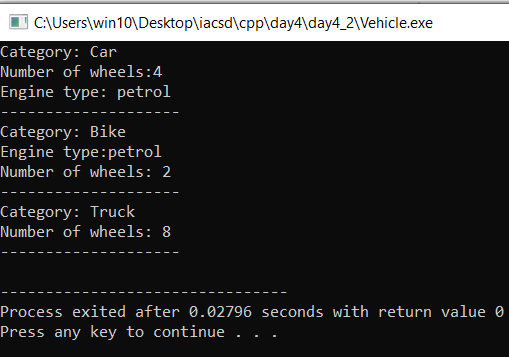 C:\Users\win10\Desktop\iacsd\cpp\day4\day4_2\Vehicle.exe
Category: Car
Number of wheels:4
Engine type: petrol
--------------------
Category: Bike
Engine type:petrol
Number of wheels: 2
--------------------
Category: Truck
Number of wheels: 8
--------------------
--------------------------------
Process exited after 0.02796 seconds with return value 0
Press any key to continue . . .